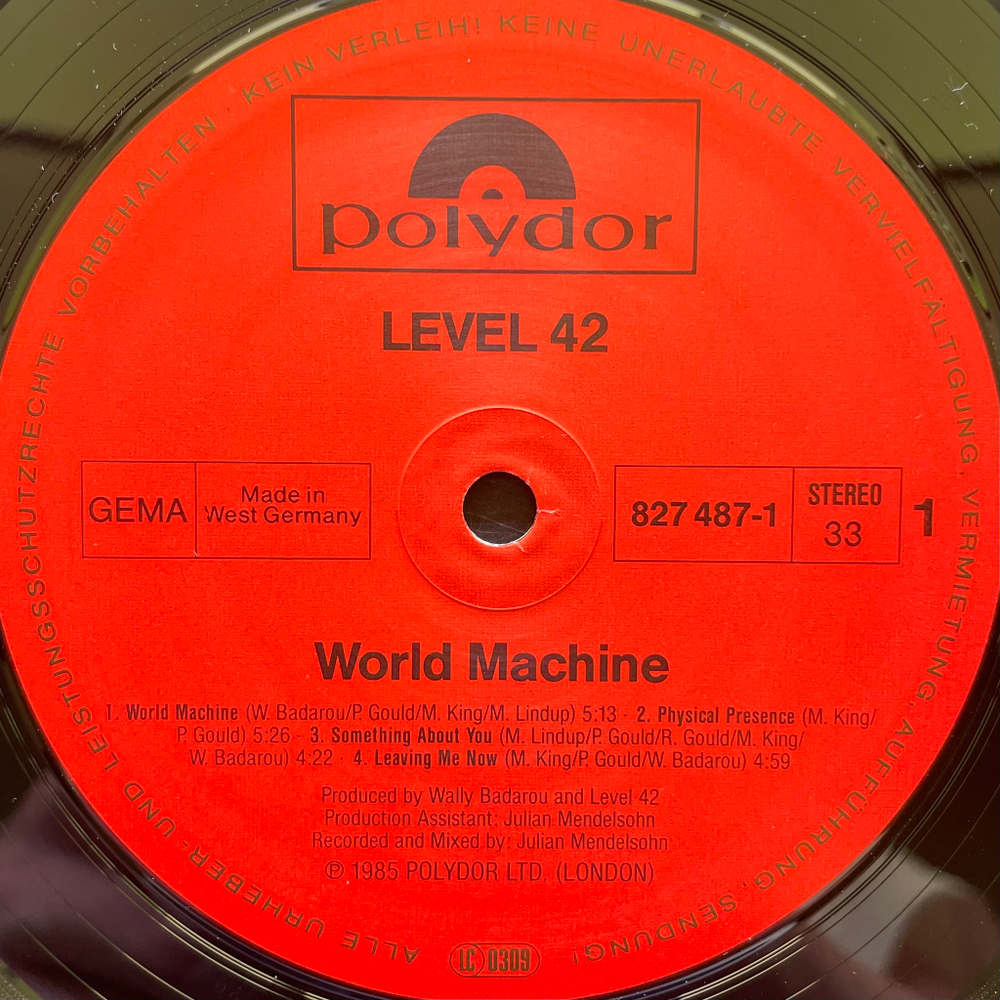 ALLE URHEBER- UND LEISTUNGSSCHUTZRECHTE VORBEHALTEN · KEIN VERLEIH! KEINE UNERLAUBTE VERVIELFÄLTIGUNG, VERMIETUNG, AUFFÜHRUNG, SENDUNG!
polydor
LEVEL 42
GEMA
Made in
West Germany
827 487-1
STEREO
33
1
World Machine
1. World Machine (W. Badarou/P. Gould/M. King/M. Lindup) 5:13 · 2. Physical Presence (M. King/
P. Gould) 5:26 · 3. Something About You (M. Lindup/P. Gould/R. Gould/M. King/
W. Badarou) 4:22 · 4. Leaving Me Now (M. King/P. Gould/W. Badarou) 4:59
Produced by Wally Badarou and Level 42
Production Assistant: Julian Mendelsohn
Recorded and Mixed by: Julian Mendelsohn
℗ 1985 POLYDOR LTD. (LONDON)
LC 0309